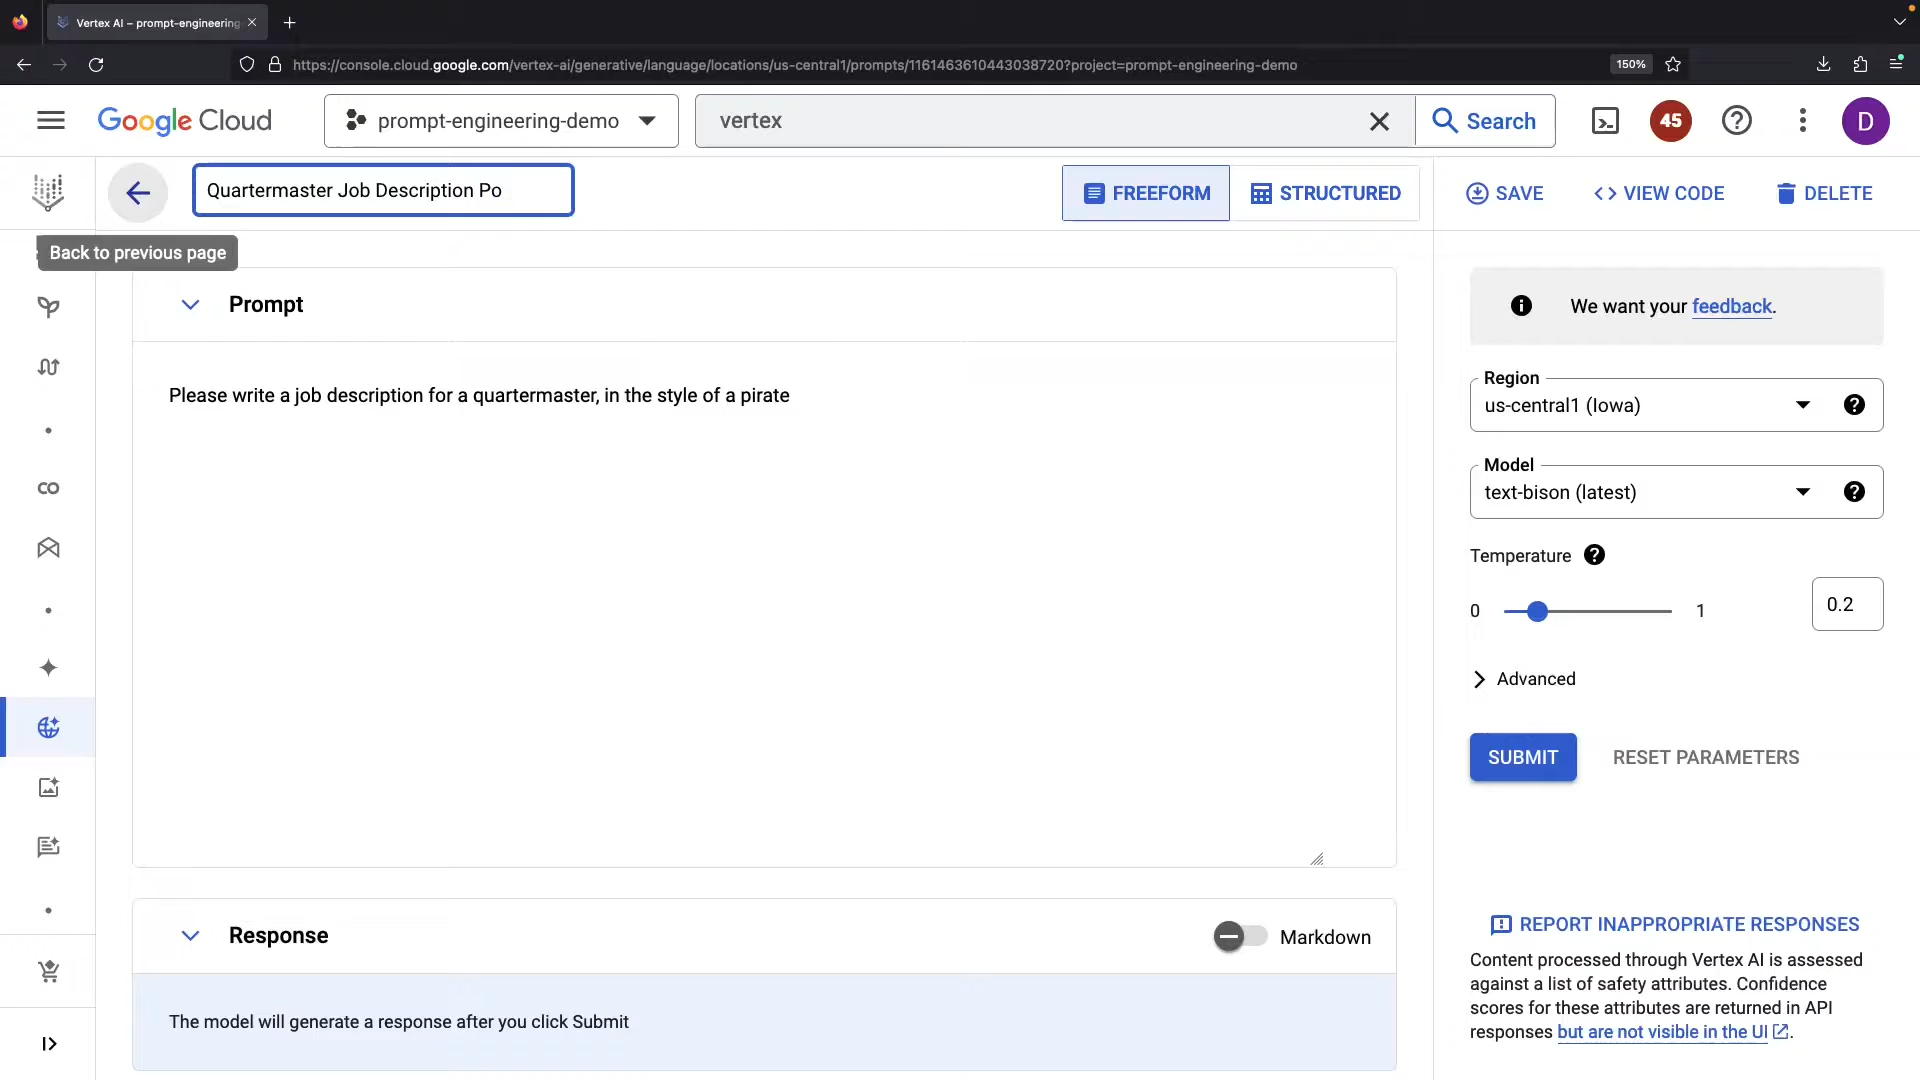 Vertex AI – prompt-engineering
https://console.cloud.google.com/vertex-ai/generative/language/locations/us-central1/prompts/1161463610443038720?project=prompt-engineering-demo
150%
Google Cloud
prompt-engineering-demo
vertex
Search
45
D
Quartermaster Job Description Po
FREEFORM
STRUCTURED
SAVE
VIEW CODE
DELETE
Back to previous page
Prompt
Please write a job description for a quartermaster, in the style of a pirate
We want your feedback.
Region
us-central1 (Iowa)
Model
text-bison (latest)
Temperature
0
1
0.2
Advanced
SUBMIT
RESET PARAMETERS
Response
Markdown
The model will generate a response after you click Submit
REPORT INAPPROPRIATE RESPONSES
Content processed through Vertex AI is assessed
against a list of safety attributes. Confidence
scores for these attributes are returned in API
responses but are not visible in the UI.